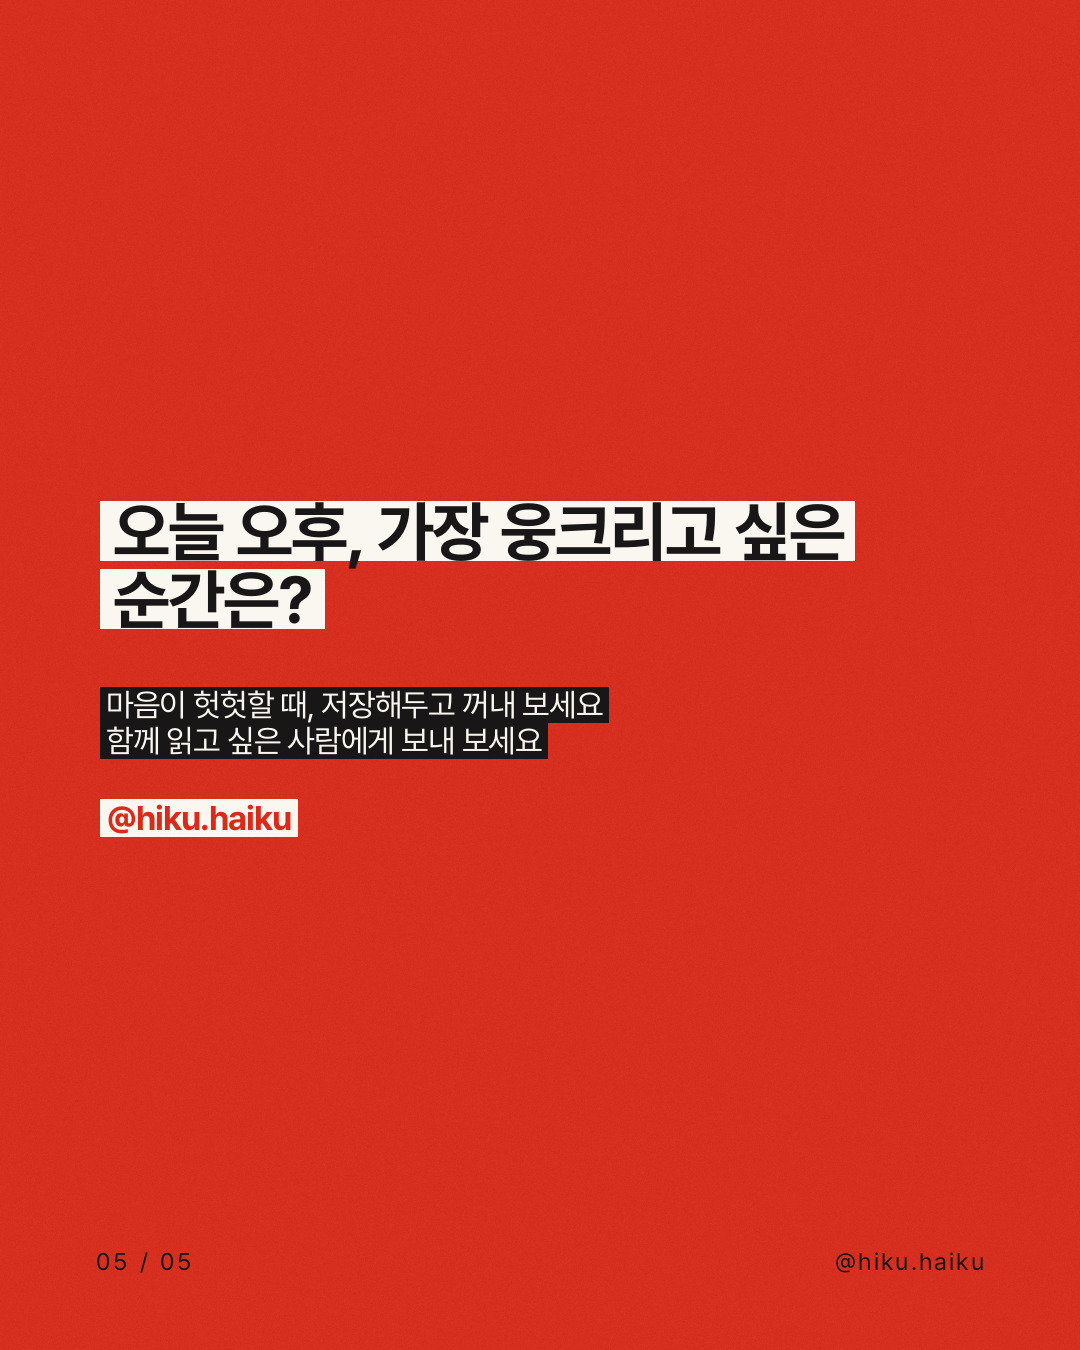 오늘 오후, 가장 웅크리고 싶은
순간은?
마음이 헛헛할 때, 저장해두고 꺼내 보세요
함께 읽고 싶은 사람에게 보내 보세요
@hiku.haiku
05 / 05
@hiku.haiku